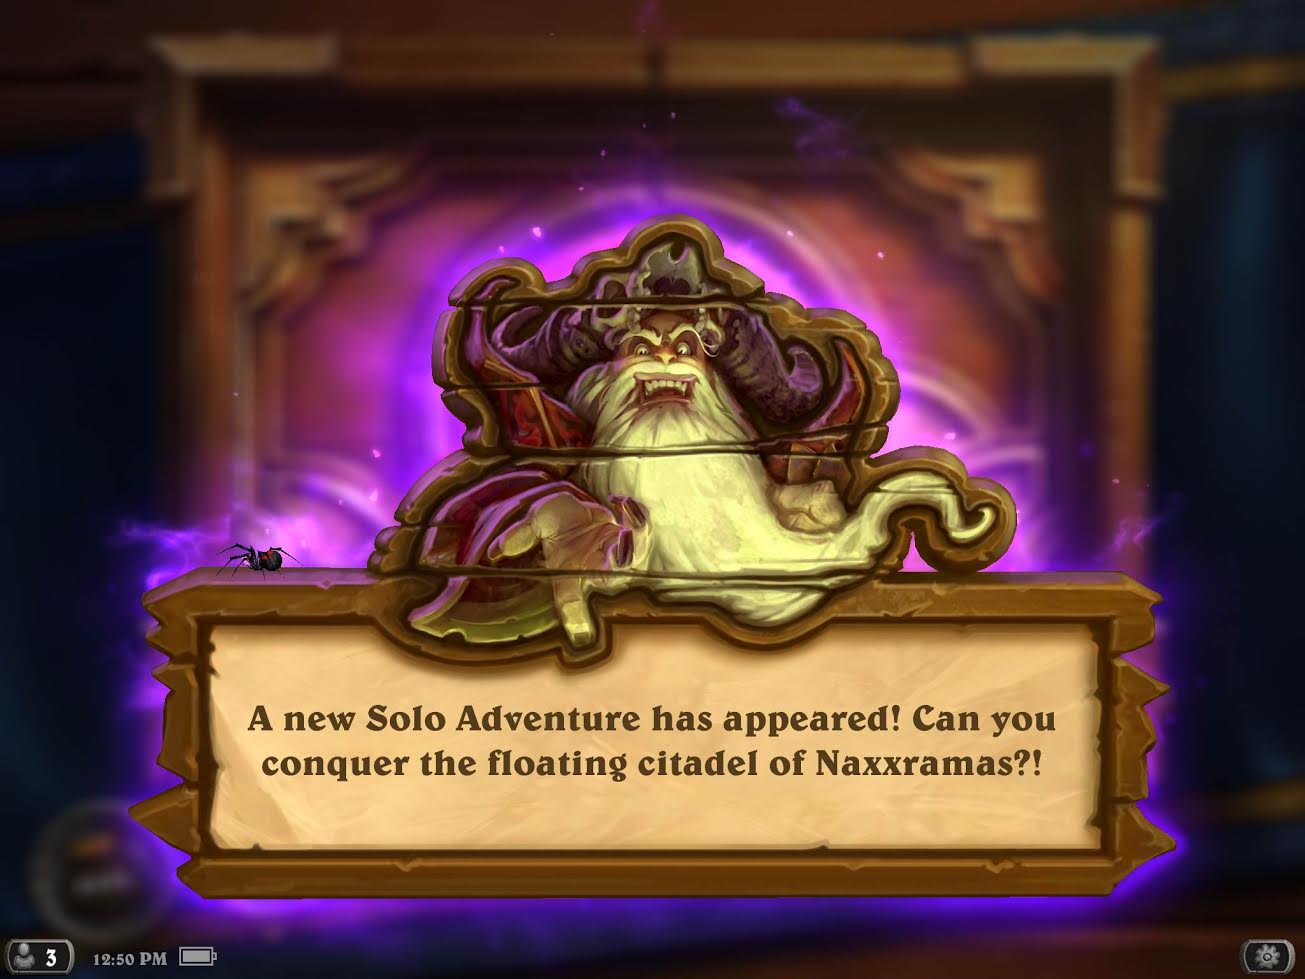 A new Solo Adventure has appeared! Can you
conquer the floating citadel of Naxxramas?!
3
12:50 PM